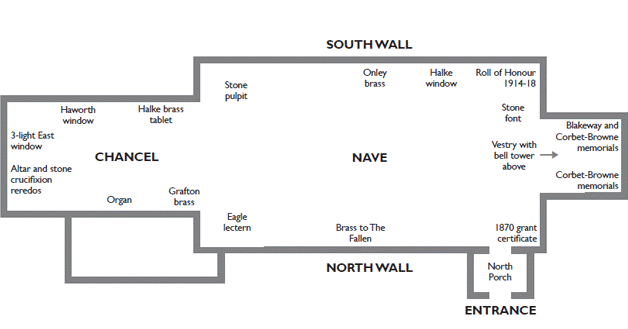 SOUTH WALL
Stone
pulpit
Onley
brass
Halke
window
Roll of Honour
1914-18
Haworth
window
Halke brass
tablet
Stone
font
3-light East
window
CHANCEL
NAVE
Vestry with
bell tower
above
Blakeway and
Corbet-Browne
memorials
Altar and stone
crucifixion
reredos
Organ
Grafton
brass
Corbet-Browne
memorials
Eagle
lectern
Brass to The
Fallen
1870 grant
certificate
NORTH WALL
North
Porch
ENTRANCE